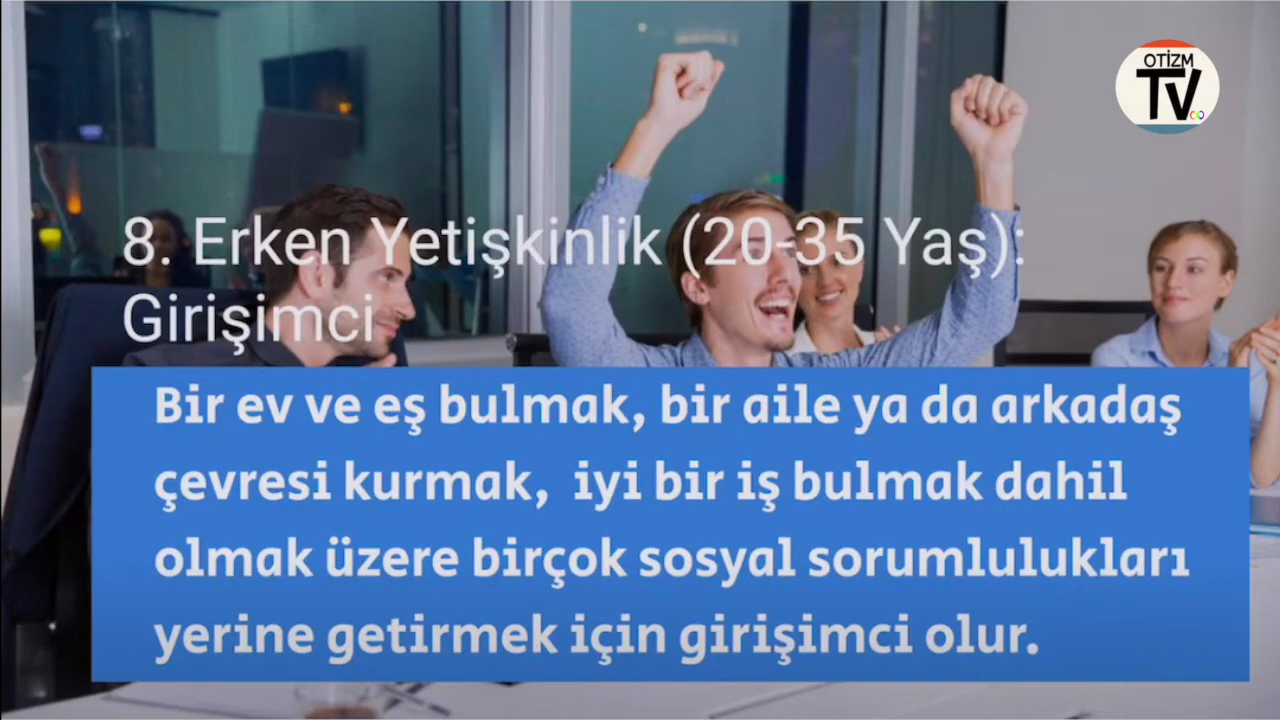 OTİZM
TV
8. Erken Yetişkinlik (20-35 Yaş):
Girişimci
Bir ev ve eş bulmak, bir aile ya da arkadaş
çevresi kurmak, iyi bir iş bulmak dahil
olmak üzere birçok sosyal sorumlulukları
yerine getirmek için girişimci olur.